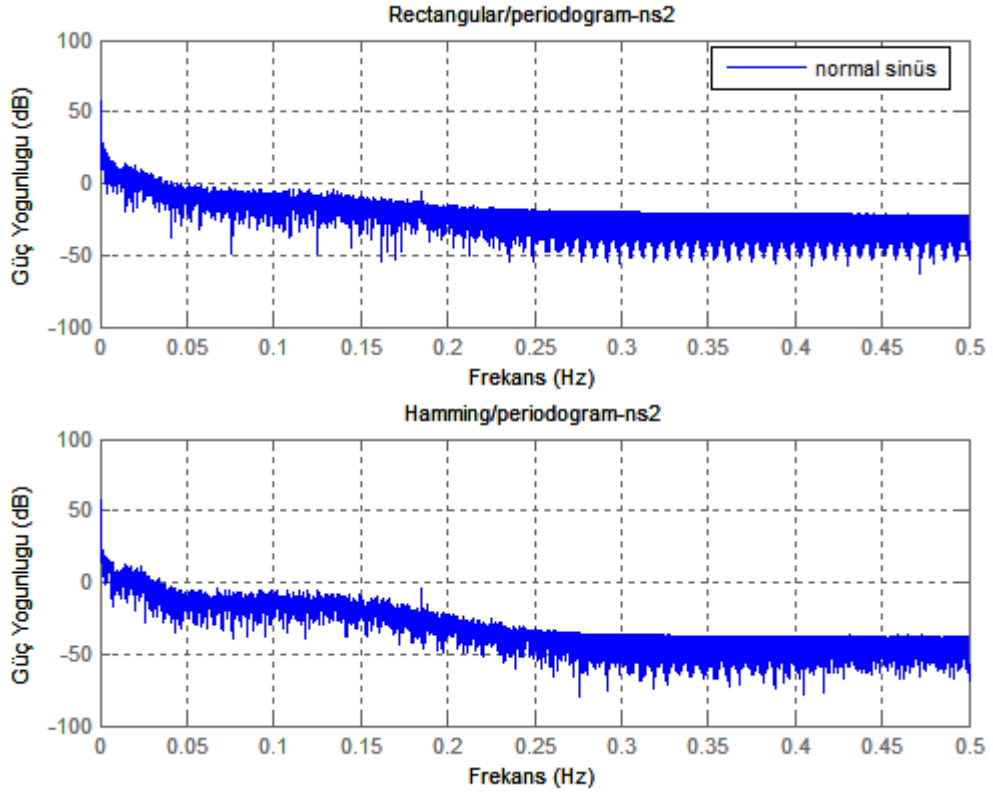 Rectangular/periodogram-ns2
normal sinüs
Güç Yogunlugu (dB)
100
50
0
-50
-100
0 0.05 0.1 0.15 0.2 0.25 0.3 0.35 0.4 0.45 0.5
Frekans (Hz)
Hamming/periodogram-ns2
Güç Yogunlugu (dB)
100
50
0
-50
-100
0 0.05 0.1 0.15 0.2 0.25 0.3 0.35 0.4 0.45 0.5
Frekans (Hz)